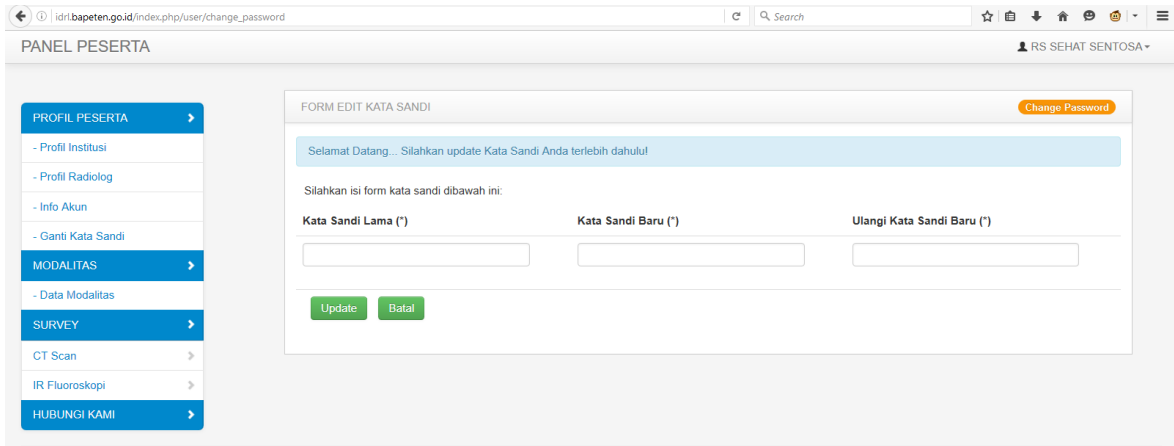 idrl.bapeten.go.id/index.php/user/change_password
Search
PANEL PESERTA
RS SEHAT SENTOSA
PROFIL PESERTA
- Profil Institusi
- Profil Radiolog
- Info Akun
- Ganti Kata Sandi
MODALITAS
- Data Modalitas
SURVEY
CT Scan
IR Fluoroskopi
HUBUNGI KAMI
FORM EDIT KATA SANDI
Change Password
Selamat Datang... Silahkan update Kata Sandi Anda terlebih dahulu!
Silahkan isi form kata sandi dibawah ini:
Kata Sandi Lama (*) Kata Sandi Baru (*) Ulangi Kata Sandi Baru (*)
Update Batal